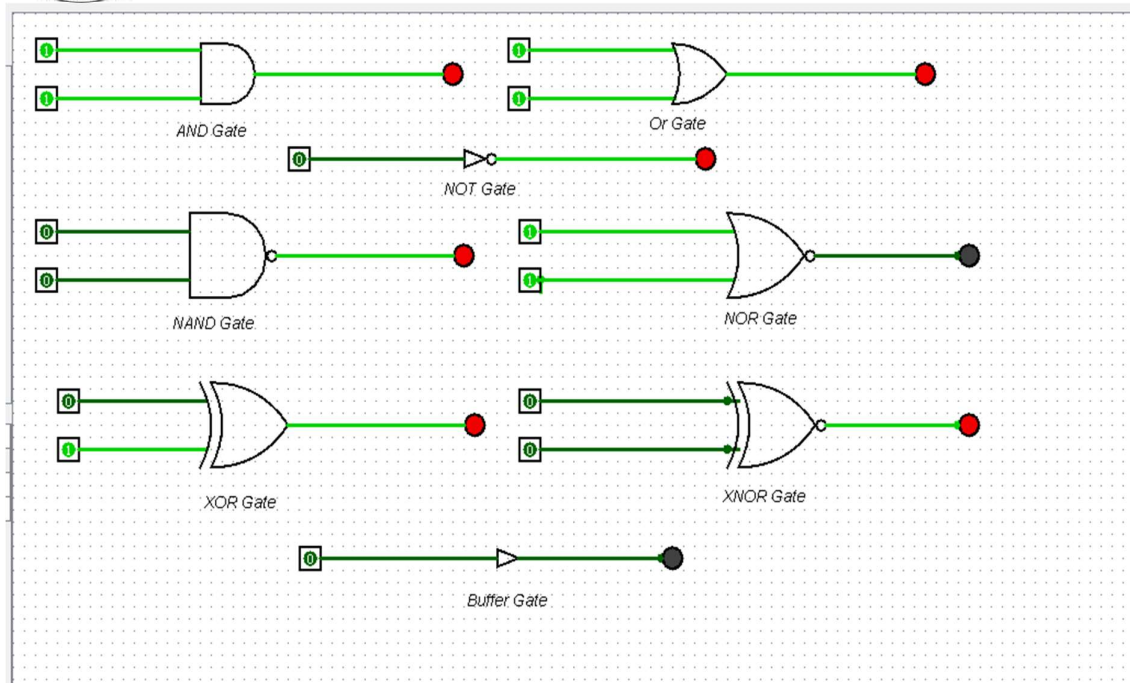 1 1
1 1
AND Gate Or Gate
0
NOT Gate
0 1
0 1
NAND Gate NOR Gate
0 0
1 0
XOR Gate XNOR Gate
0
Buffer Gate